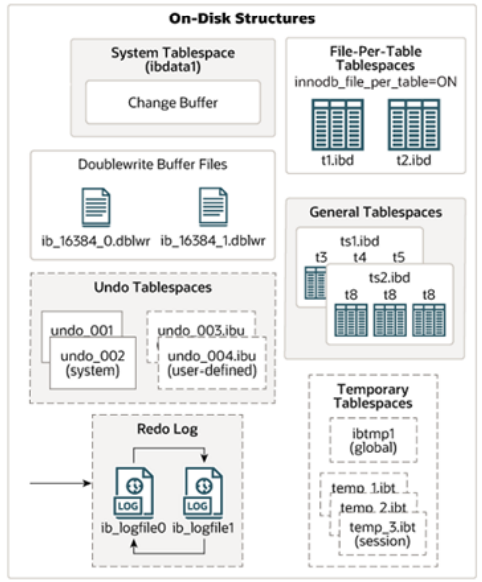 On-Disk Structures
System Tablespace
(ibdata1)
Change Buffer
File-Per-Table
Tablespaces
innodb_file_per_table=ON
t1.ibd
t2.ibd
Doublewrite Buffer Files
ib_16384_0.dblwr
ib_16384_1.dblwr
General Tablespaces
ts1.ibd
t3 t4 t5
ts2.ibd
t8 t8 t8
Undo Tablespaces
undo_001
undo_002
(system)
undo_003.ibu
undo_004.ibu
(user-defined)
Temporary
Tablespaces
ibtmp1
(global)
temp_1.ibt
temp_2.ibt
temp_3.ibt
(session)
Redo Log
LOG
LOG
ib_logfile0
ib_logfile1